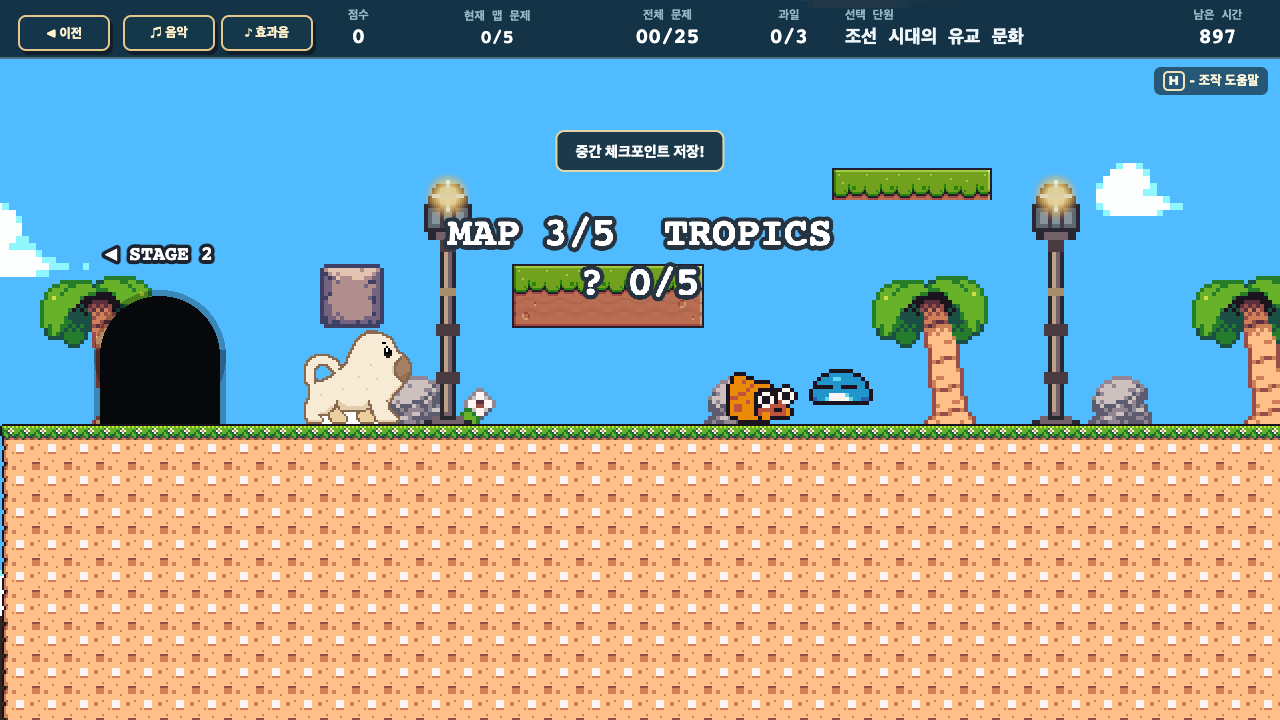 ◀ 이전
♫ 음악
♪ 효과음
점수
0
현재 맵 문제
0/5
전체 문제
00/25
과일
0/3
선택 단원
조선 시대의 유교 문화
남은 시간
897
H - 조작 도움말
중간 체크포인트 저장!
MAP 3/5 TROPICS
? 0/5
◀ STAGE 2